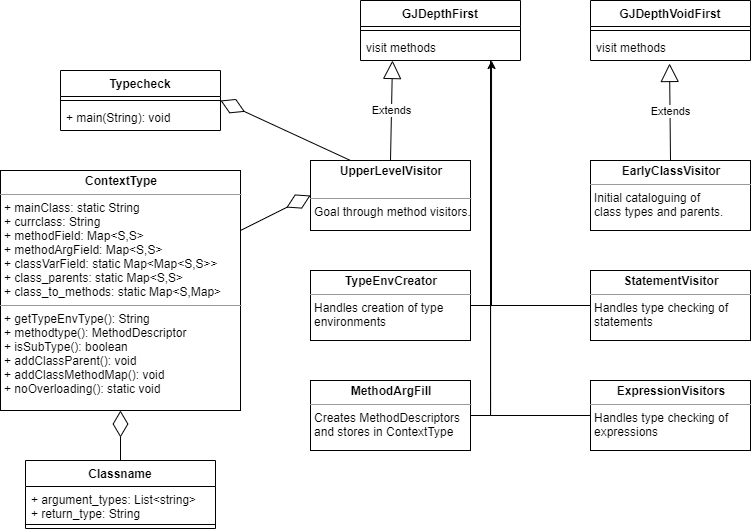 GJDepthFirst
visit methods
GJDepthVoidFirst
visit methods
Typecheck
+ main(String): void
Extends
Extends
ContextType
+ mainClass: static String
+ currclass: String
+ methodField: Map<S,S>
+ methodArgField: Map<S,S>
+ classVarField: static Map<Map<S,S>>
+ class_parents: static Map<S,S>
+ class_to_methods: static Map<S,Map>
+ getTypeEnvType(): String
+ methodtype(): MethodDescriptor
+ isSubType(): boolean
+ addClassParent(): void
+ addClassMethodMap(): void
+ noOverloading(): static void
UpperLevelVisitor
Goal through method visitors.
EarlyClassVisitor
Initial cataloguing of
class types and parents.
TypeEnvCreator
Handles creation of type
environments
StatementVisitor
Handles type checking of
statements
MethodArgFill
Creates MethodDescriptors
and stores in ContextType
ExpressionVisitors
Handles type checking of
expressions
Classname
+ argument_types: List<string>
+ return_type: String